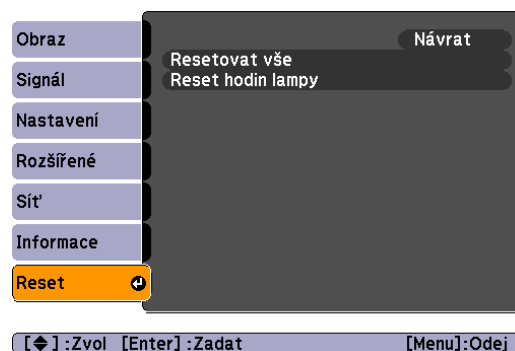 Obraz
Signál
Nastavení
Rozšířené
Síť
Informace
Reset
Návrat
Resetovat vše
Reset hodin lampy
[◆]:Zvol [Enter]:Zadat [Menu]:Odej